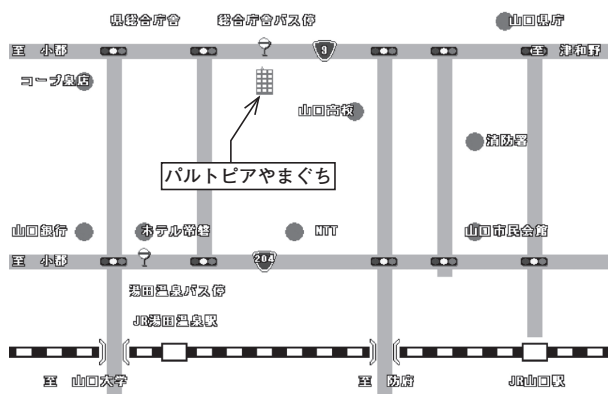 県総合庁舎 総合庁舎バス停 山口県庁
至 小郡 9 至 津和野
コープ泉店
山口高校
消防署
パルトピアやまぐち
山口銀行 ホテル常磐 NTT 山口市民会館
至 小郡 204
湯田温泉バス停
JR湯田温泉駅
至 山口大学 至 防府 JR山口駅